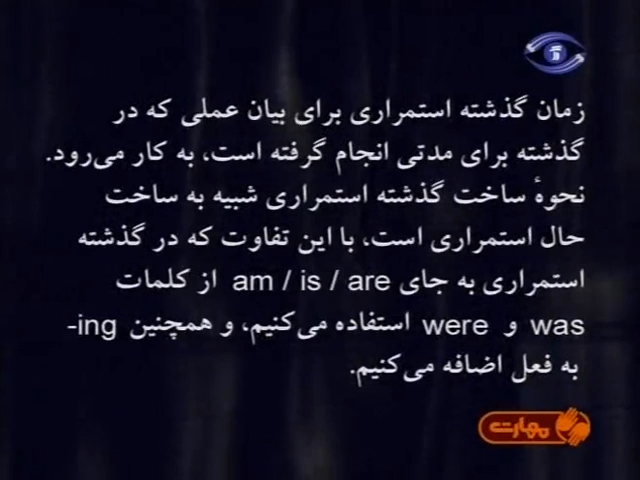 زمان گذشته استمراری برای بیان عملی که در
گذشته برای مدتی انجام گرفته است، به کار می‌رود.
نحوهٔ ساخت گذشته استمراری شبیه به ساخت
حال استمراری است، با این تفاوت که در گذشته
استمراری به جای am / is / are از کلمات
was و were استفاده می‌کنیم، و همچنین ing-
به فعل اضافه می‌کنیم.
مهارت